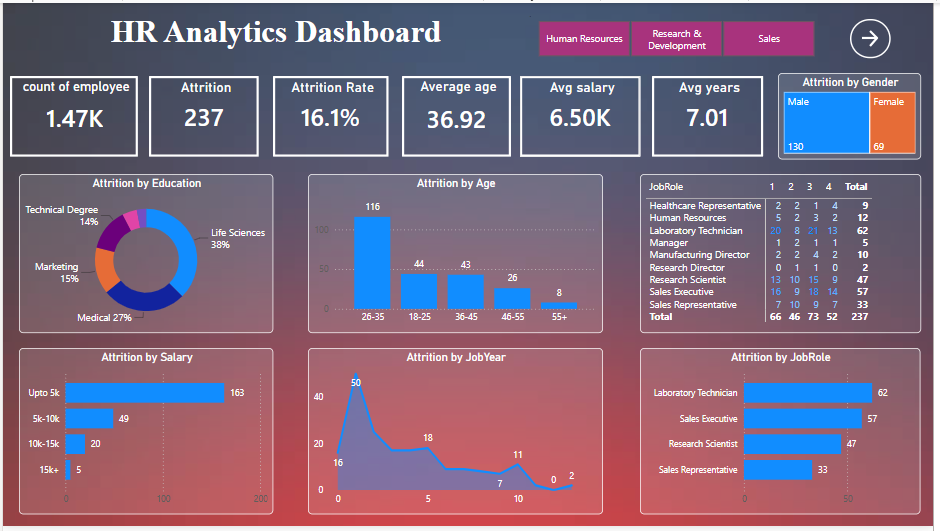 HR Analytics Dashboard
Human Resources
Research &
Development
Sales
count of employee
1.47K
Attrition
237
Attrition Rate
16.1%
Average age
36.92
Avg salary
6.50K
Avg years
7.01
Attrition by Gender
Male
Female
130
69
Attrition by Education
Technical Degree
14%
Life Sciences
38%
Marketing
15%
Medical 27%
Attrition by Age
116
44
43
26
8
100
50
0
26-35 18-25 36-45 46-55 55+
JobRole 1 2 3 4 Total
Healthcare Representative 2 2 1 4 9
Human Resources 5 2 3 2 12
Laboratory Technician 20 8 21 13 62
Manager 1 2 1 1 5
Manufacturing Director 2 2 4 2 10
Research Director 0 1 1 0 2
Research Scientist 13 10 15 9 47
Sales Executive 16 9 18 14 57
Sales Representative 7 10 9 7 33
Total 66 46 73 52 237
Attrition by Salary
Upto 5k 163
5k-10k 49
10k-15k 20
15k+ 5
0 100 200
Attrition by JobYear
50
40
20
18
16
11
7
0
2
0
0 5 10
Attrition by JobRole
Laboratory Technician 62
Sales Executive 57
Research Scientist 47
Sales Representative 33
0 50